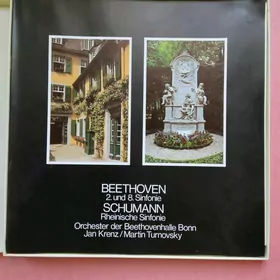 BEETHOVEN
2. und 8. Sinfonie
SCHUMANN
Rheinische Sinfonie
Orchester der Beethovenhalle Bonn
Jan Krenz / Martin Turnovsky